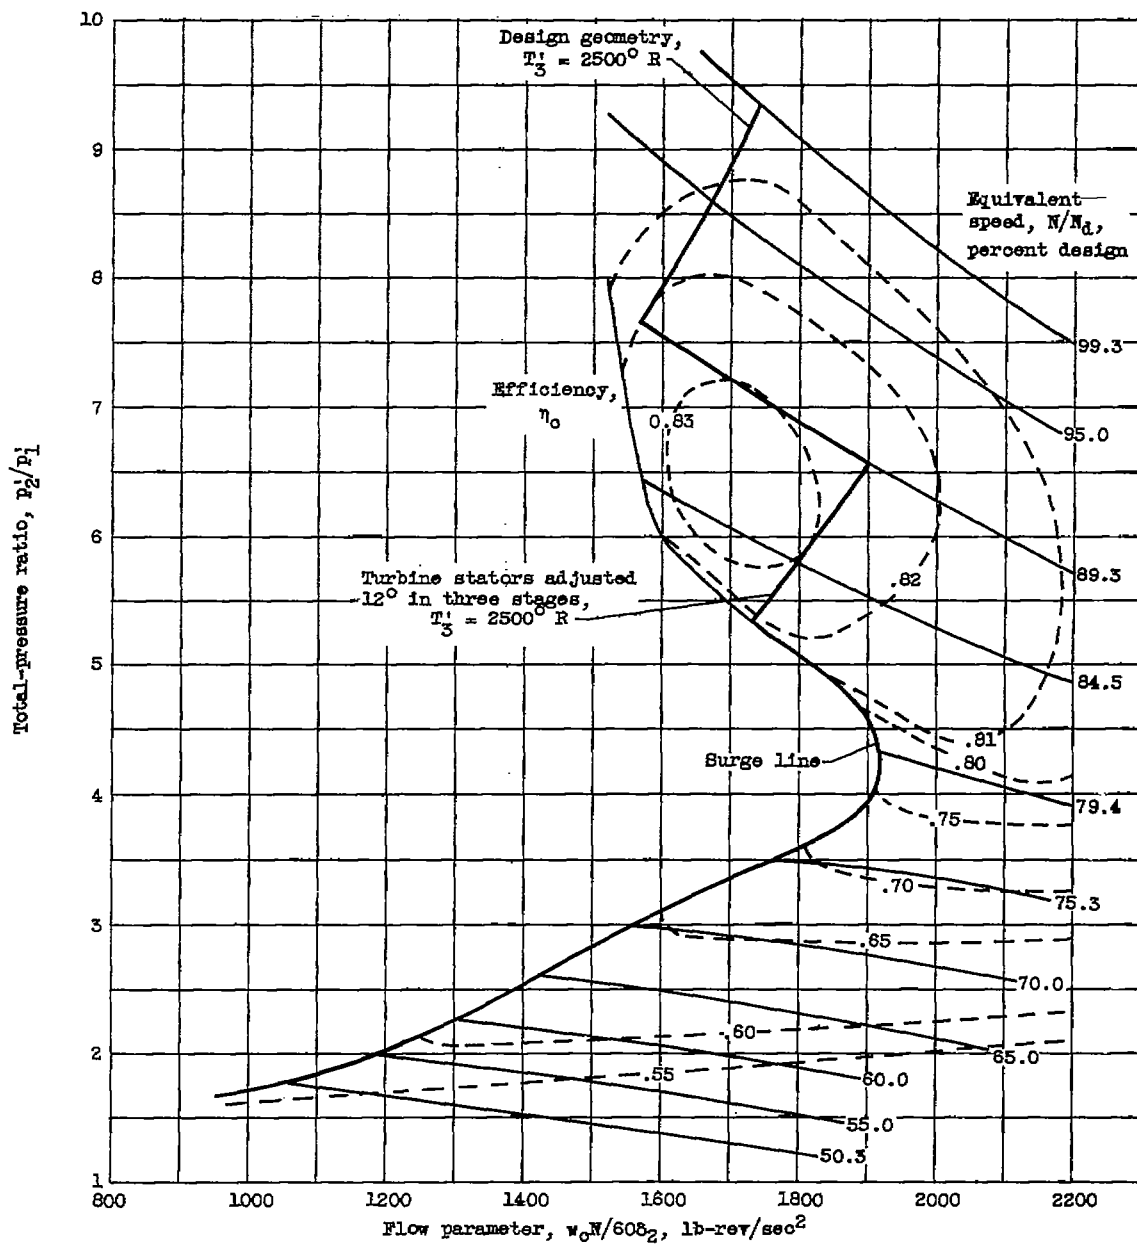 10
9
8
7
6
5
4
3
2
1
Total-pressure ratio, p'2/p'1
Design geometry,
T'3 = 2500° R
Equivalent
speed, N/Nd,
percent design
99.3
95.0
Efficiency,
ηc
0.83
.82
89.3
Turbine stators adjusted
12° in three stages,
T'3 = 2500° R
84.5
.81
.80
Surge line
79.4
.75
.70
75.3
.65
70.0
.60
65.0
.55
60.0
55.0
50.3
800 1000 1200 1400 1600 1800 2000 2200
Flow parameter, wcN/60δ2, lb-rev/sec²